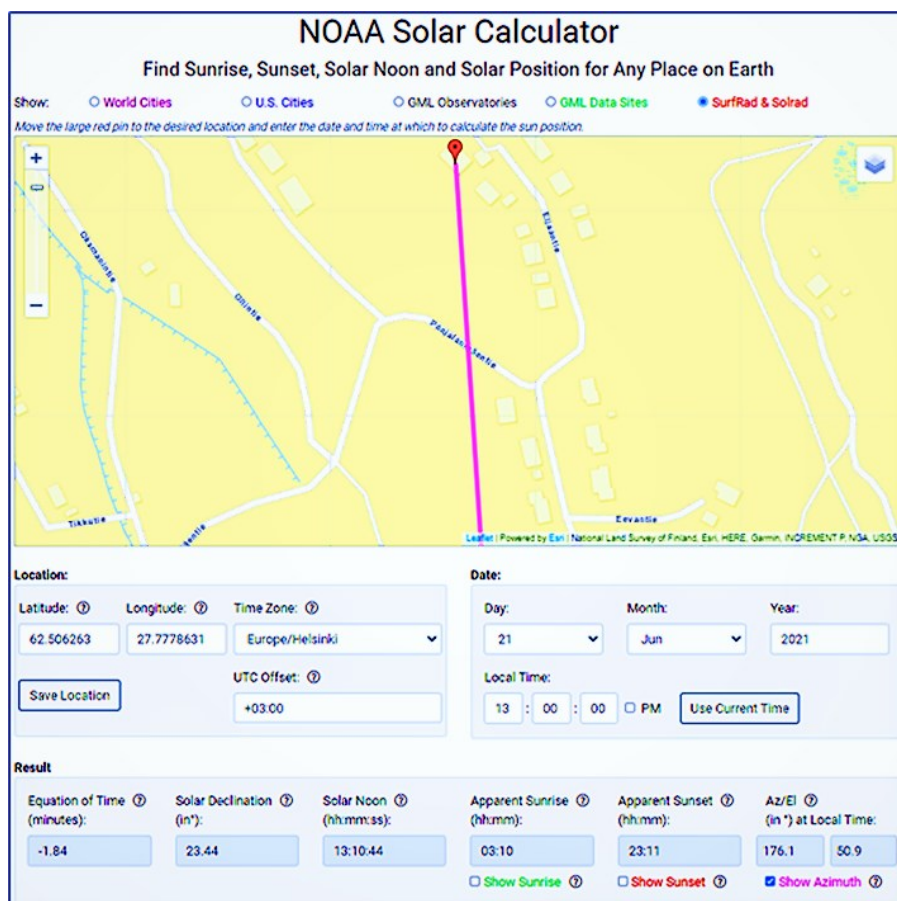 NOAA Solar Calculator
Find Sunrise, Sunset, Solar Noon and Solar Position for Any Place on Earth
Show: World Cities U.S. Cities GML Observatories GML Data Sites SurfRad & Solrad
Move the large red pin to the desired location and enter the date and time at which to calculate the sun position.
+
−
Ohintie
Eljaantie
Tikkutie
Eevantie
Leaflet | Powered by Esri | National Land Survey of Finland, Esri, HERE, Garmin, INCREMENT P, NGA, USGS
Location:
Latitude: ? Longitude: ? Time Zone: ?
62.506263 27.7778631 Europe/Helsinki
UTC Offset: ?
Save Location
+03:00
Date:
Day: Month: Year:
21 Jun 2021
Local Time:
13 : 00 : 00 PM Use Current Time
Result
Equation of Time ? Solar Declination ? Solar Noon ? Apparent Sunrise ? Apparent Sunset ? Az/El ?
(minutes): (in°): (hh:mm:ss): (hh:mm): (hh:mm): (in °) at Local Time:
-1.84 23.44 13:10:44 03:10 23:11 176.1 50.9
Show Sunrise ? Show Sunset ? Show Azimuth ?